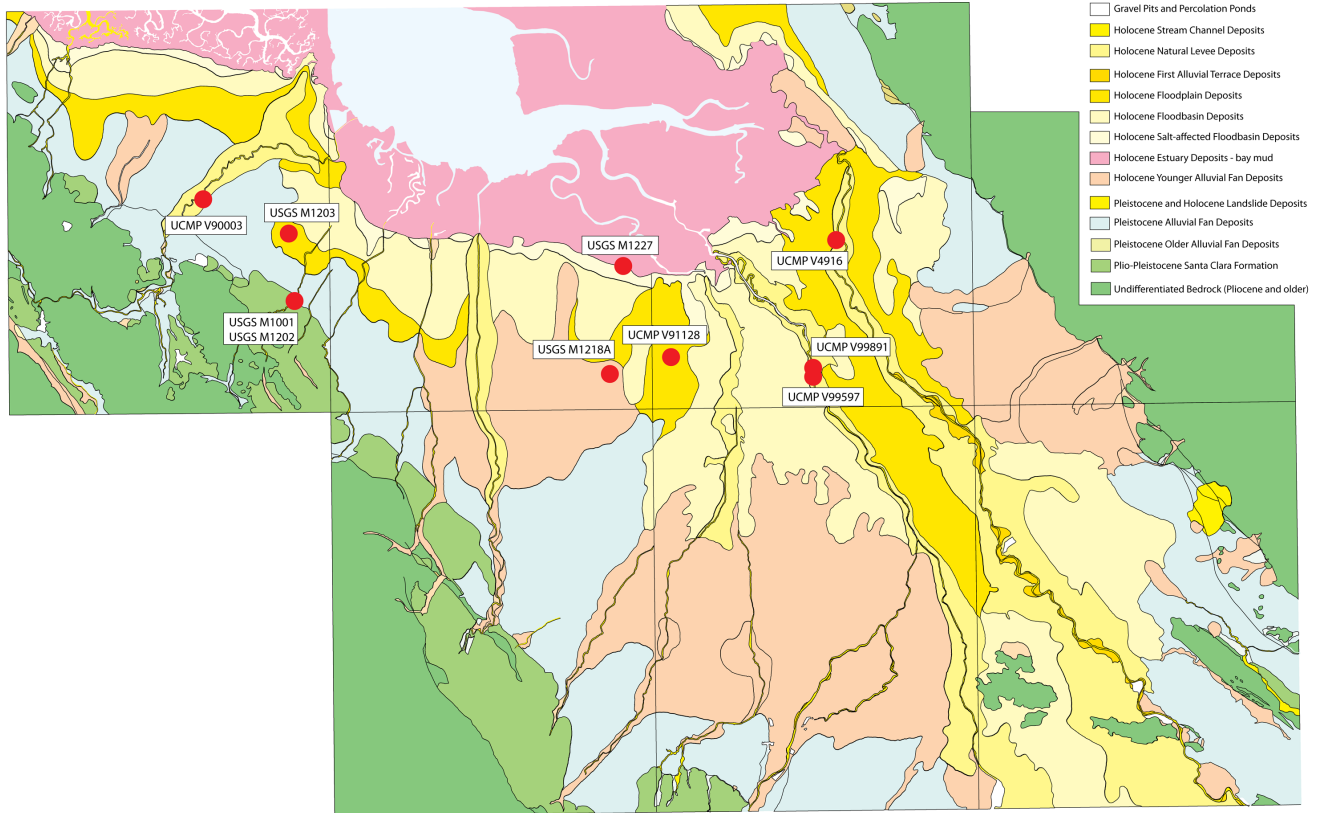 Gravel Pits and Percolation Ponds
Holocene Stream Channel Deposits
Holocene Natural Levee Deposits
Holocene First Alluvial Terrace Deposits
Holocene Floodplain Deposits
Holocene Floodbasin Deposits
Holocene Salt-affected Floodbasin Deposits
Holocene Estuary Deposits - bay mud
Holocene Younger Alluvial Fan Deposits
Pleistocene and Holocene Landslide Deposits
Pleistocene Alluvial Fan Deposits
Pleistocene Older Alluvial Fan Deposits
Plio-Pleistocene Santa Clara Formation
Undifferentiated Bedrock (Pliocene and older)
UCMP V90003
USGS M1203
USGS M1227
UCMP V4916
USGS M1001
USGS M1202
USGS M1218A
UCMP V91128
UCMP V99891
UCMP V99597